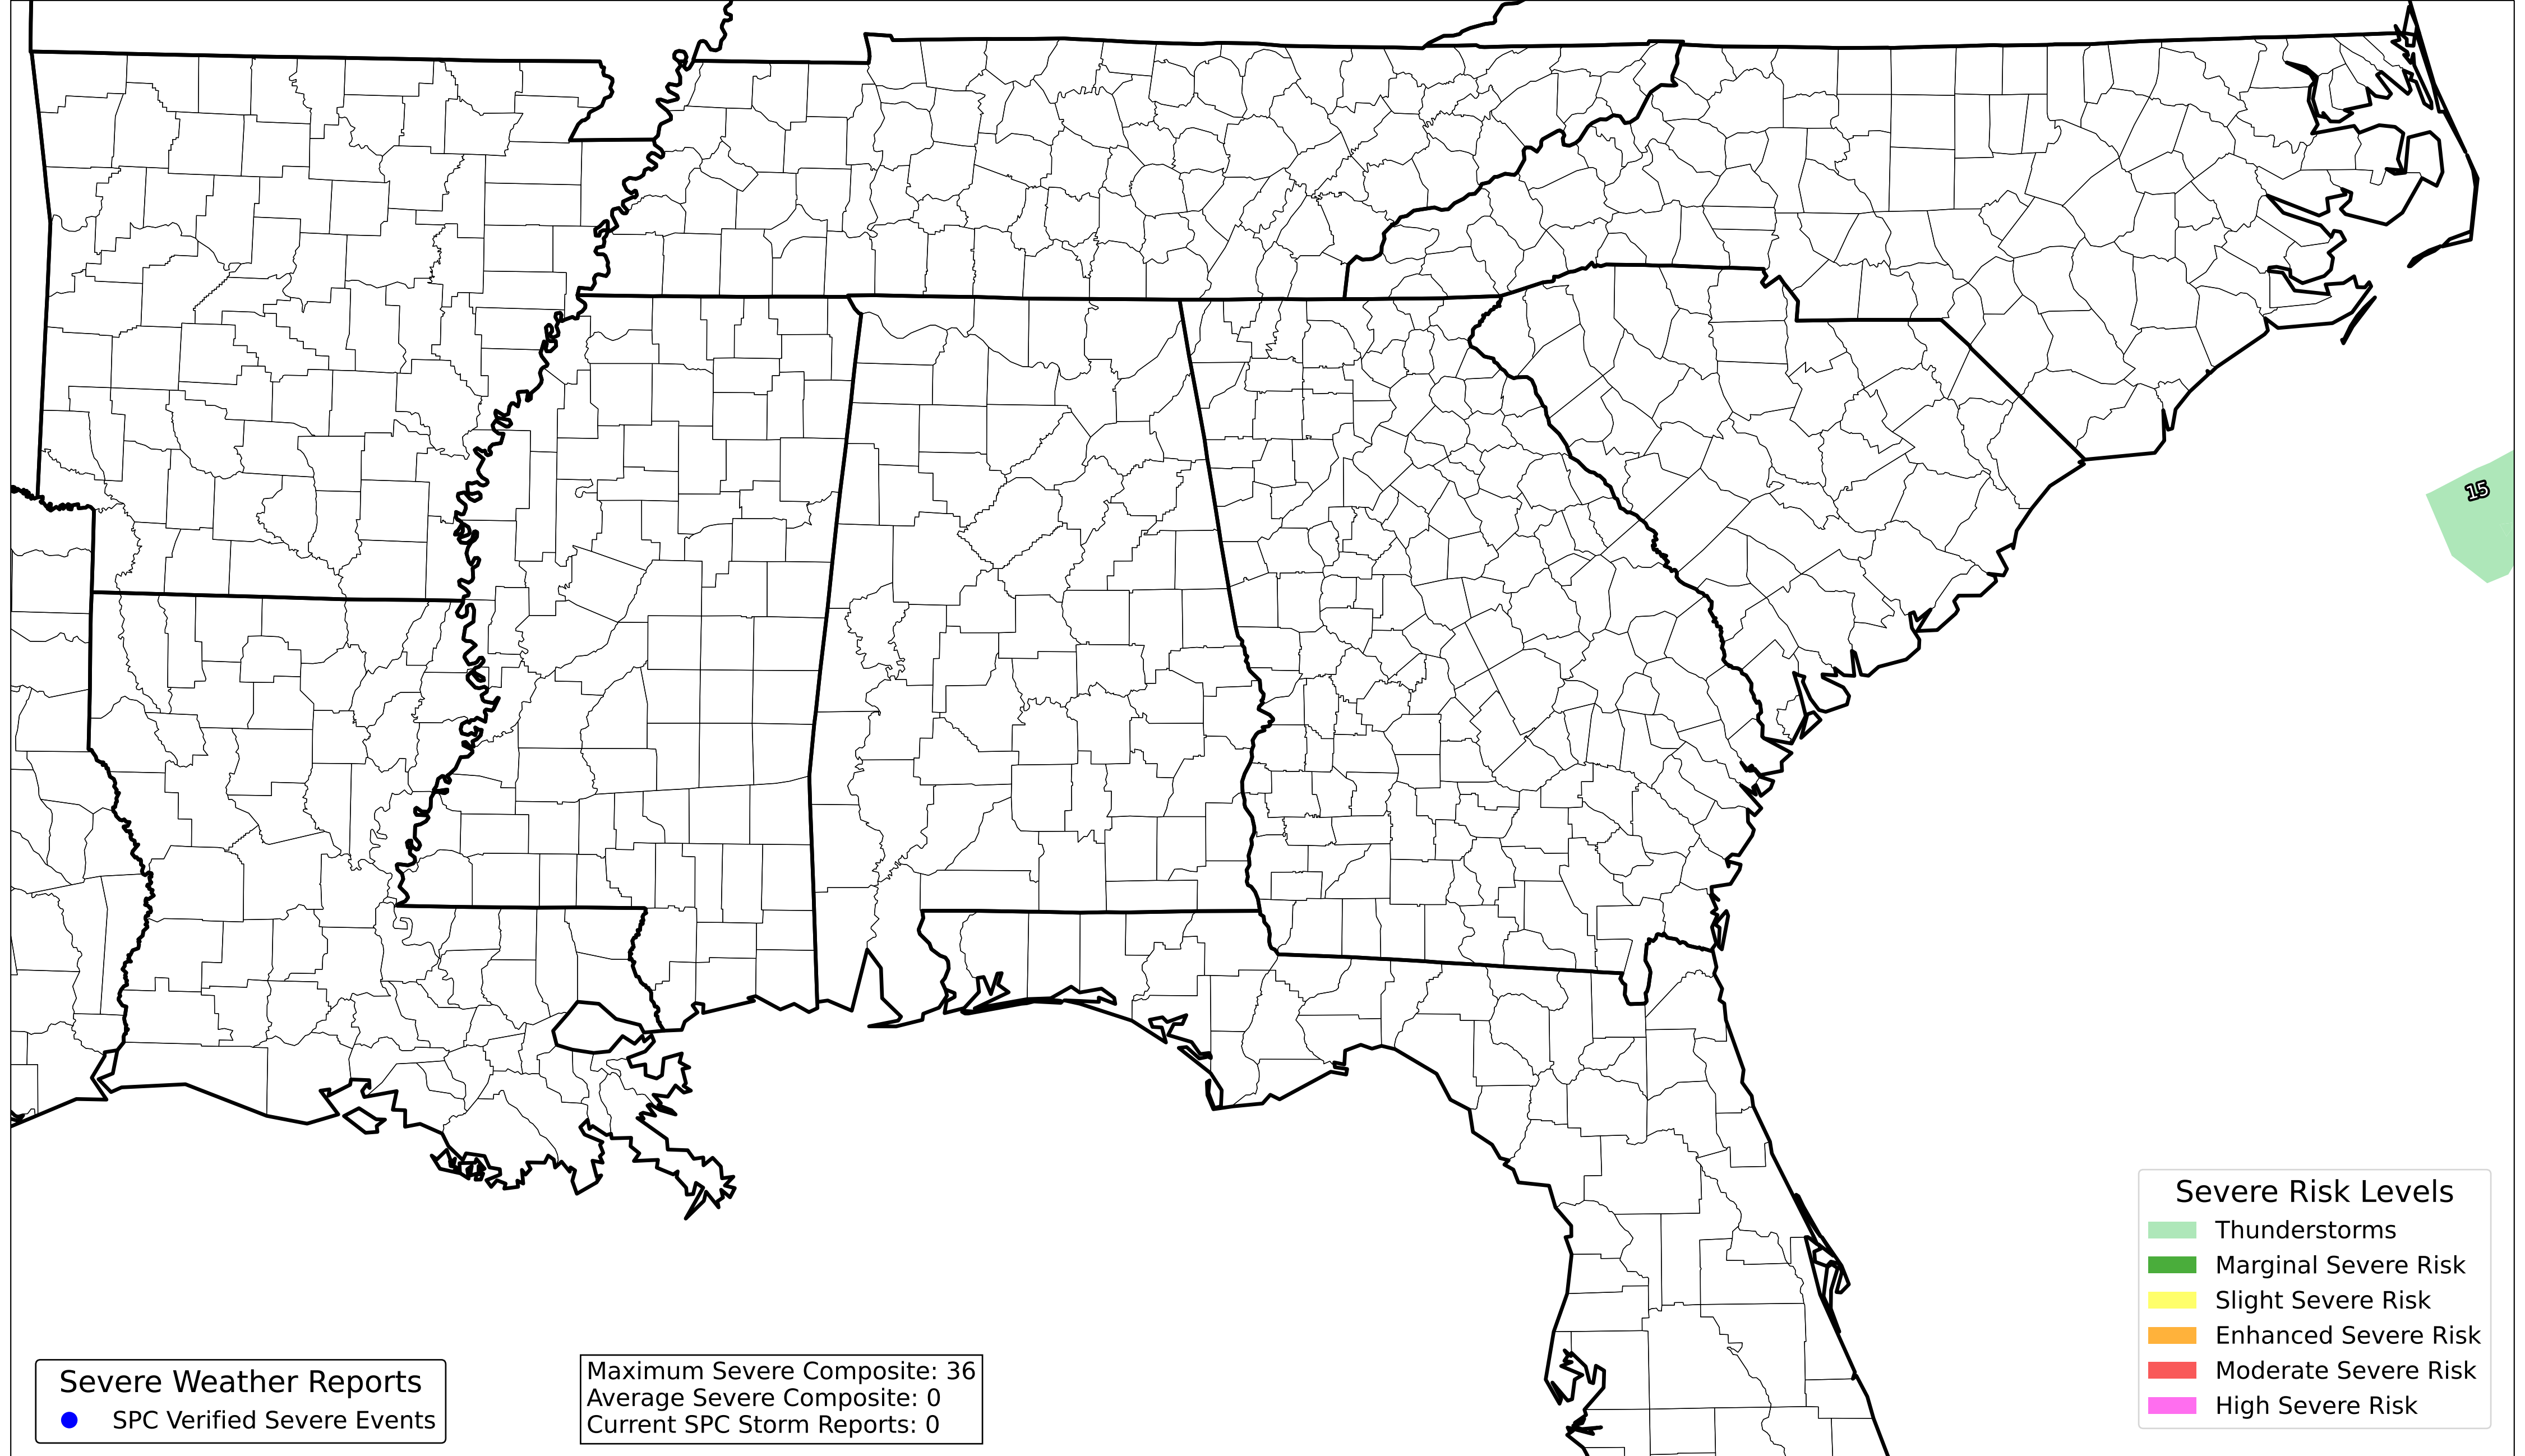 15
Severe Risk Levels
Thunderstorms
Marginal Severe Risk
Slight Severe Risk
Enhanced Severe Risk
Moderate Severe Risk
High Severe Risk
Severe Weather Reports
SPC Verified Severe Events
Maximum Severe Composite: 36
Average Severe Composite: 0
Current SPC Storm Reports: 0